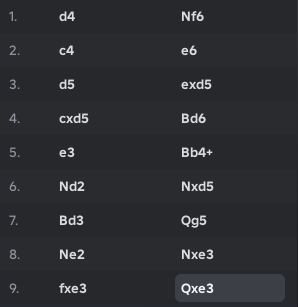 1. d4 Nf6
2. c4 e6
3. d5 exd5
4. cxd5 Bd6
5. e3 Bb4+
6. Nd2 Nxd5
7. Bd3 Qg5
8. Ne2 Nxe3
9. fxe3 Qxe3